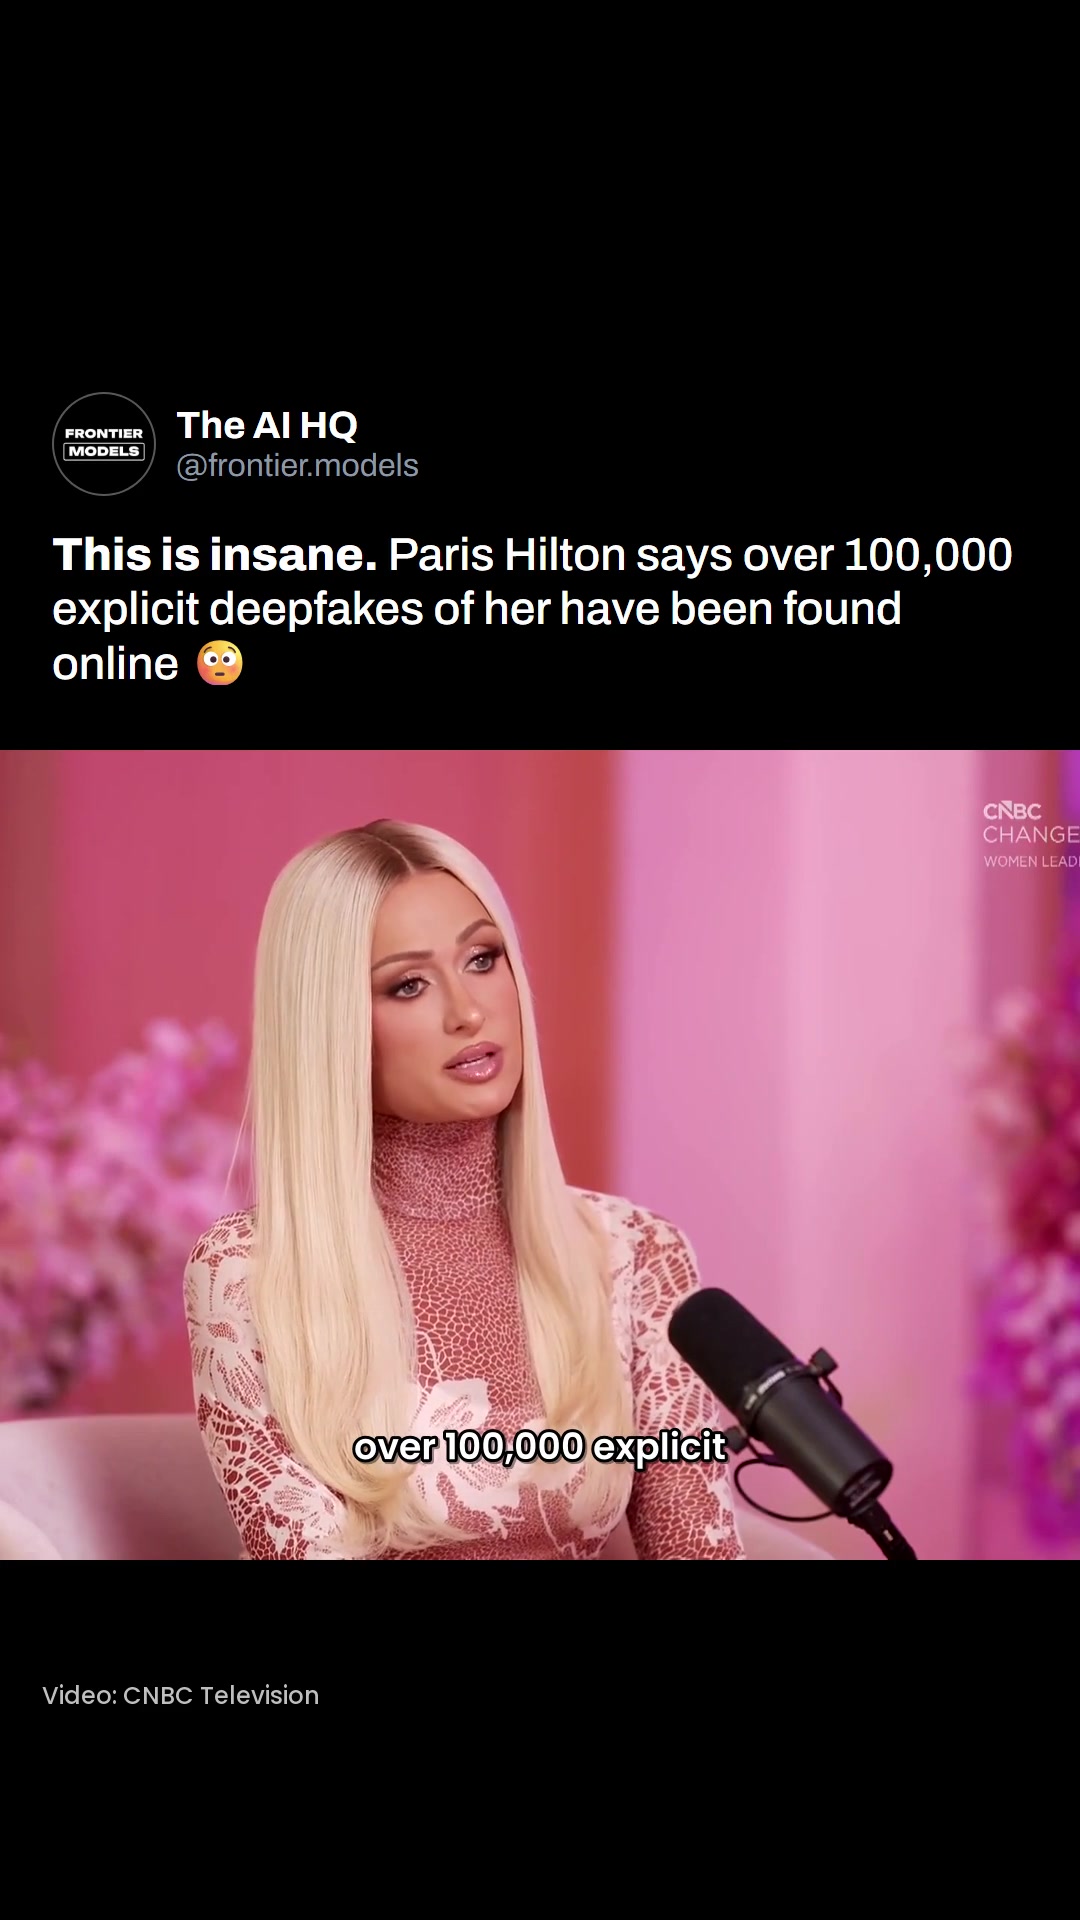 FRONTIER
MODELS
The AI HQ
@frontier.models
This is insane. Paris Hilton says over 100,000
explicit deepfakes of her have been found
online 😳
CNBC
CHANGE
WOMEN LEAD
over 100,000 explicit
Video: CNBC Television